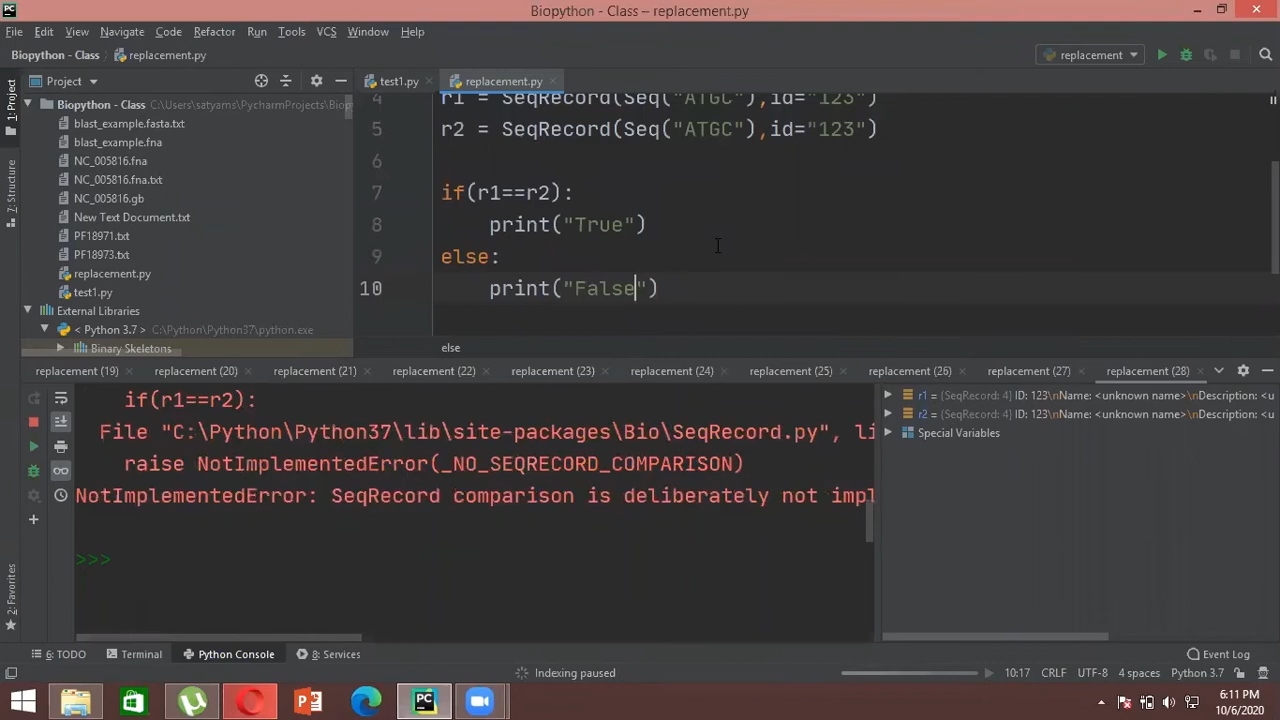 Biopython - Class – replacement.py
File Edit View Navigate Code Refactor Run Tools VCS Window Help
Biopython - Class replacement.py replacement
1: Project
Z: Structure
2: Favorites
Project
Biopython - Class C:\Users\satyams\PycharmProjects\Biopy
blast_example.fasta.txt
blast_example.fna
NC_005816.fna
NC_005816.fna.txt
NC_005816.gb
New Text Document.txt
PF18971.txt
PF18973.txt
replacement.py
test1.py
External Libraries
< Python 3.7 > C:\Python\Python37\python.exe
Binary Skeletons
test1.py replacement.py
4 r1 = SeqRecord(Seq("ATGC"),id="123")
5 r2 = SeqRecord(Seq("ATGC"),id="123")
6
7 if(r1==r2):
8 print("True")
9 else:
10 print("False")
else
replacement (19) replacement (20) replacement (21) replacement (22) replacement (23) replacement (24) replacement (25) replacement (26) replacement (27) replacement (28)
if(r1==r2):
File "C:\Python\Python37\lib\site-packages\Bio\SeqRecord.py", li
raise NotImplementedError(_NO_SEQRECORD_COMPARISON)
NotImplementedError: SeqRecord comparison is deliberately not impl
>>>
r1 = {SeqRecord: 4} ID: 123\nName: <unknown name>\nDescription: <u
r2 = {SeqRecord: 4} ID: 123\nName: <unknown name>\nDescription: <u
Special Variables
6: TODO Terminal Python Console 8: Services Event Log
Indexing paused 10:17 CRLF UTF-8 4 spaces Python 3.7
6:11 PM
10/6/2020